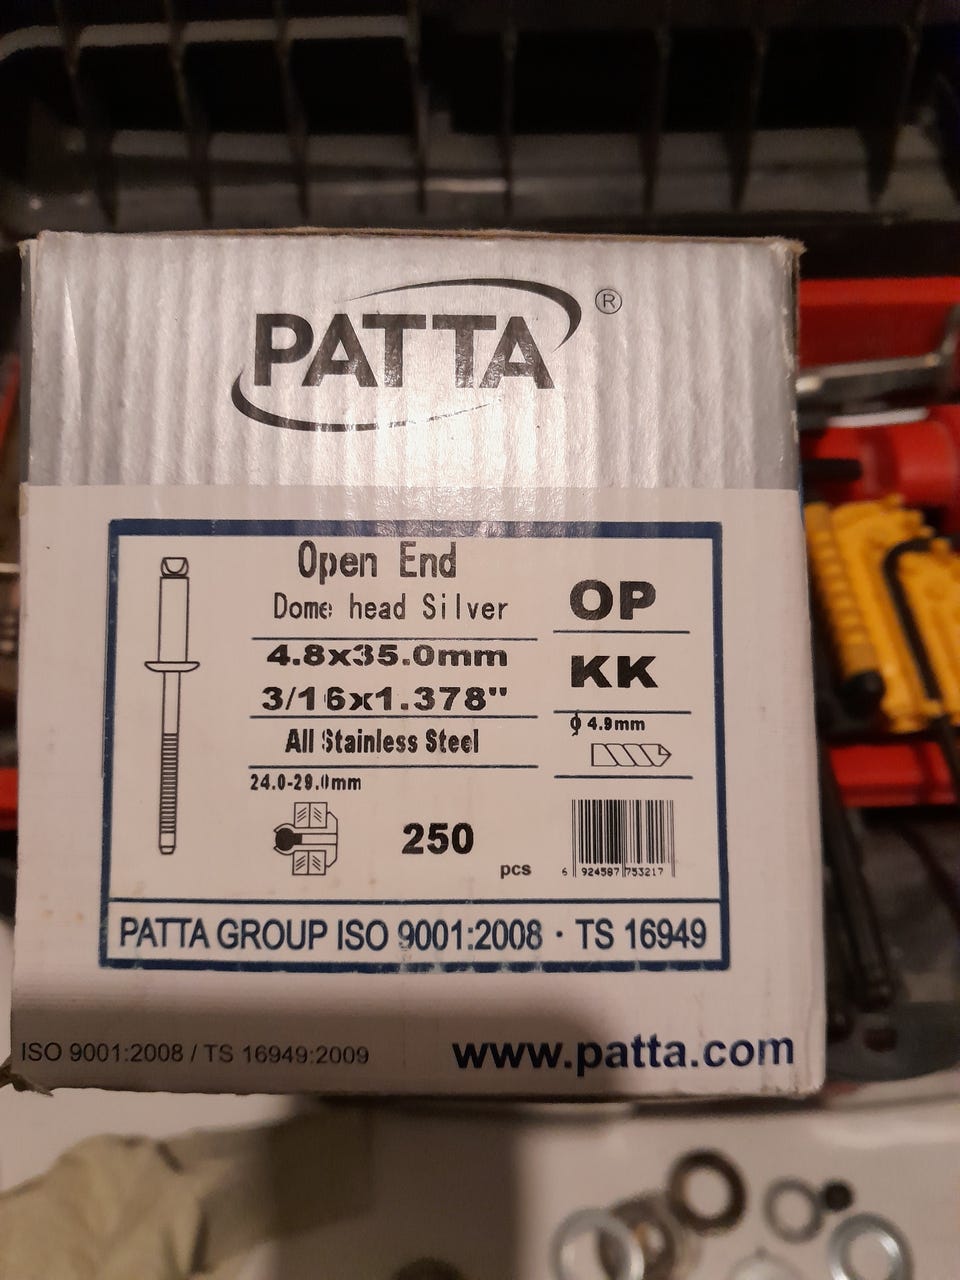 PATTA®
Open End
Dome head Silver
4.8x35.0mm
3/16x1.378"
All Stainless Steel
24.0-29.0mm
250
pcs
OP
KK
ϕ 4.9mm
6 924587 753217
PATTA GROUP ISO 9001:2008 · TS 16949
ISO 9001:2008 / TS 16949:2009
www.patta.com